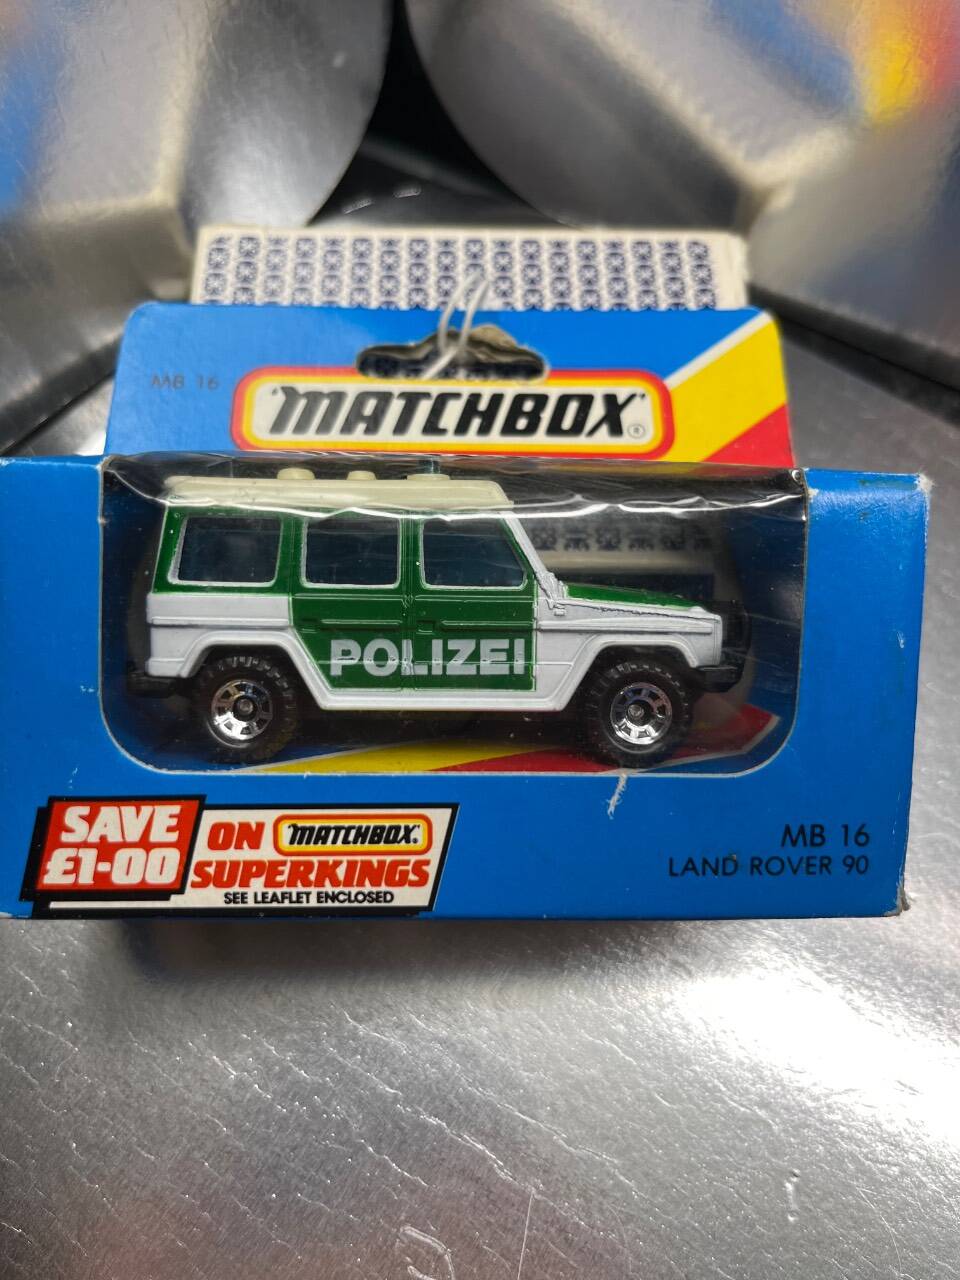 MB 16
"MATCHBOX"®
POLIZEI
SAVE
£1-00
ON "MATCHBOX"
SUPERKINGS
SEE LEAFLET ENCLOSED
MB 16
LAND ROVER 90